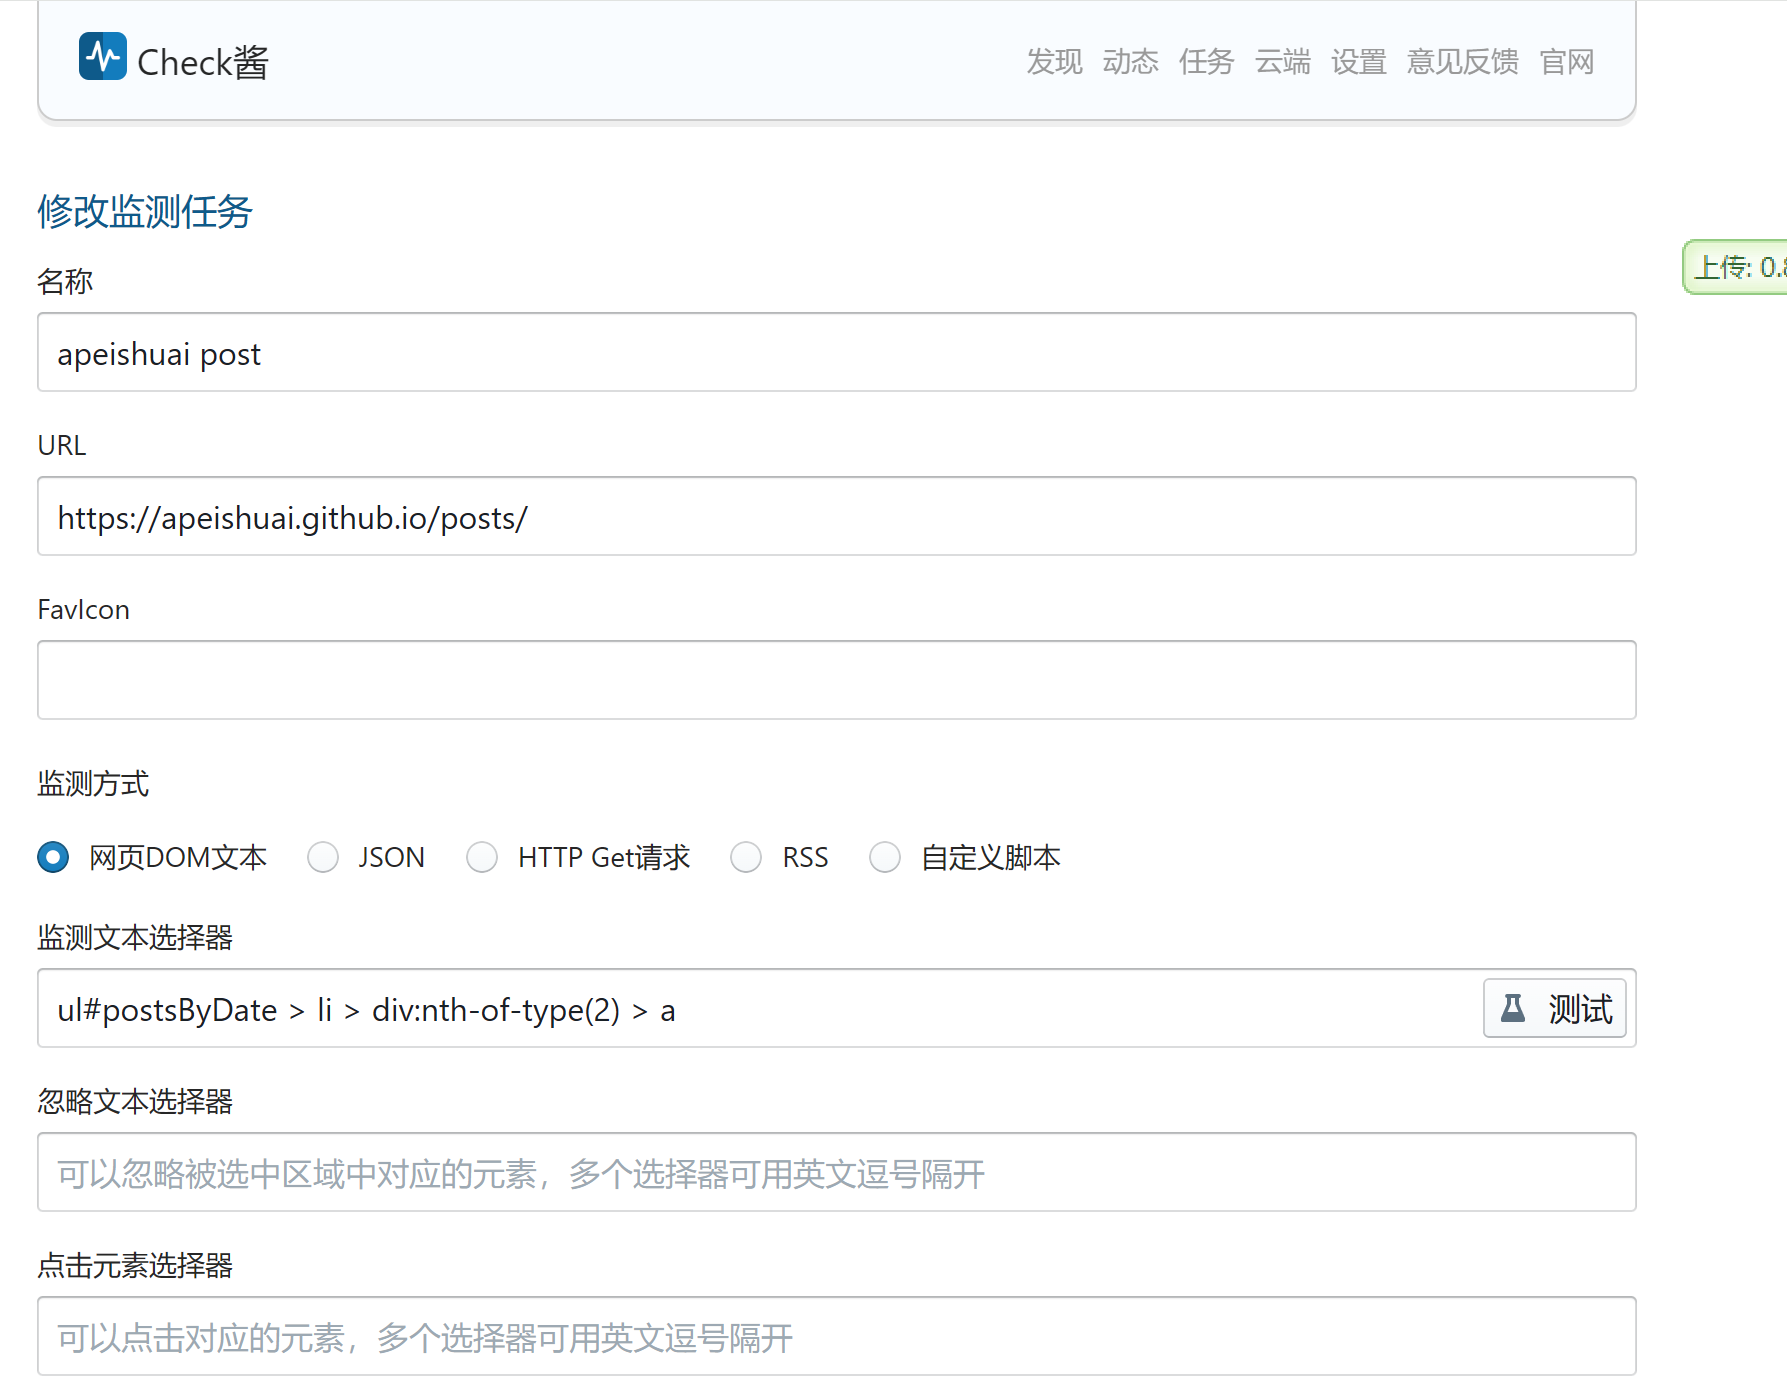 Check酱
发现 动态 任务 云端 设置 意见反馈 官网
修改监测任务
上传: 0.
名称
apeishuai post
URL
https://apeishuai.github.io/posts/
FavIcon
监测方式
网页DOM文本 JSON HTTP Get请求 RSS 自定义脚本
监测文本选择器
ul#postsByDate > li > div:nth-of-type(2) > a
测试
忽略文本选择器
可以忽略被选中区域中对应的元素，多个选择器可用英文逗号隔开
点击元素选择器
可以点击对应的元素，多个选择器可用英文逗号隔开